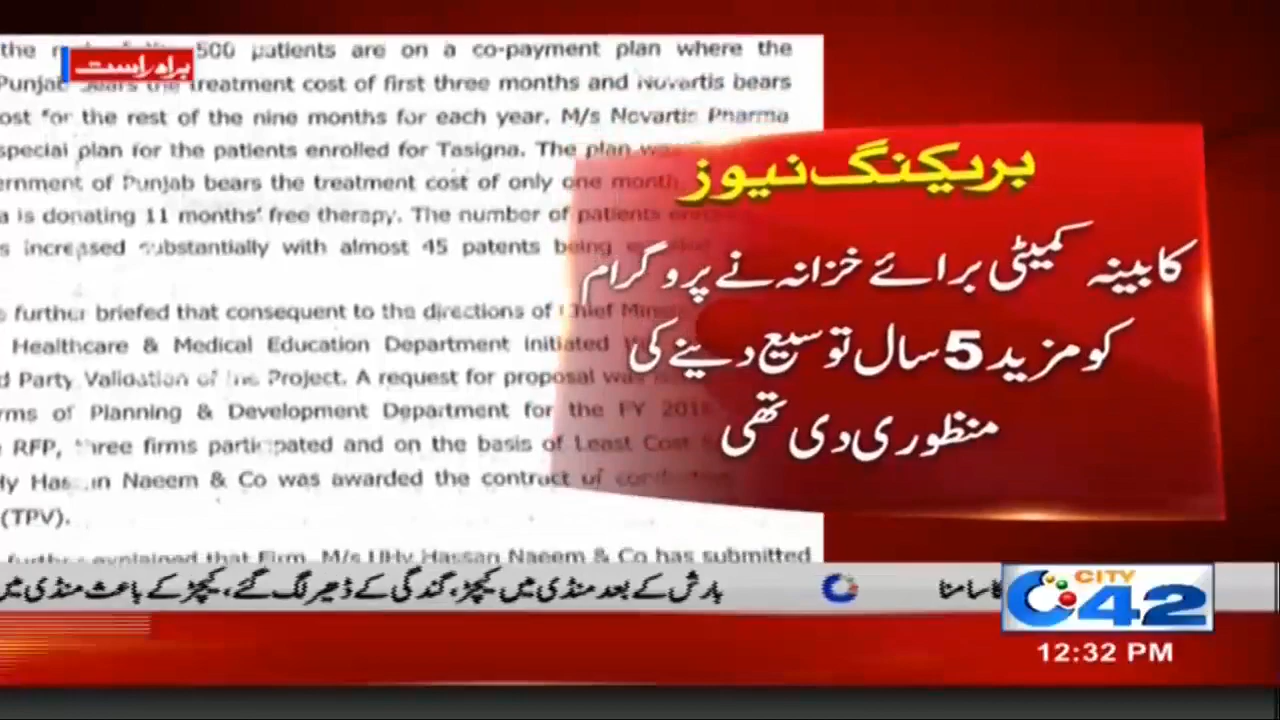 براہ راست
the 500 patients are on a co-payment plan where the
Punjab bears the treatment cost of first three months and Novartis bears
ost for the rest of the nine months for each year. M/s Novartis Pharma
special plan for the patients enrolled for Tasigna. The plan
ernment of Punjab bears the treatment cost of only one month
a is donating 11 months' free therapy. The number of patients
s increased substantially with almost 45 patents being
s further briefed that consequent to the directions of Chief
Healthcare & Medical Education Department initiated
d Party Validation of the Project. A request for proposal was
rms of Planning & Development Department for the FY
RFP, three firms participated and on the basis of Least Cost
Hy Hassan Naeem & Co was awarded the contract of
(TPV).
further explained that Firm, M/s UHy Hassan Naeem & Co has submitted
بریکنگ نیوز
کابینہ کمیٹی برائے خزانہ نے پروگرام
کو مزید 5 سال توسیع دینے کی
منظوری دی تھی
کا سامنا بارش کے بعد منڈی میں کیچڑ، گندگی کے ڈھیر لگ گئے، کیچڑ کے باعث منڈی میں
CITY
42
12:32 PM